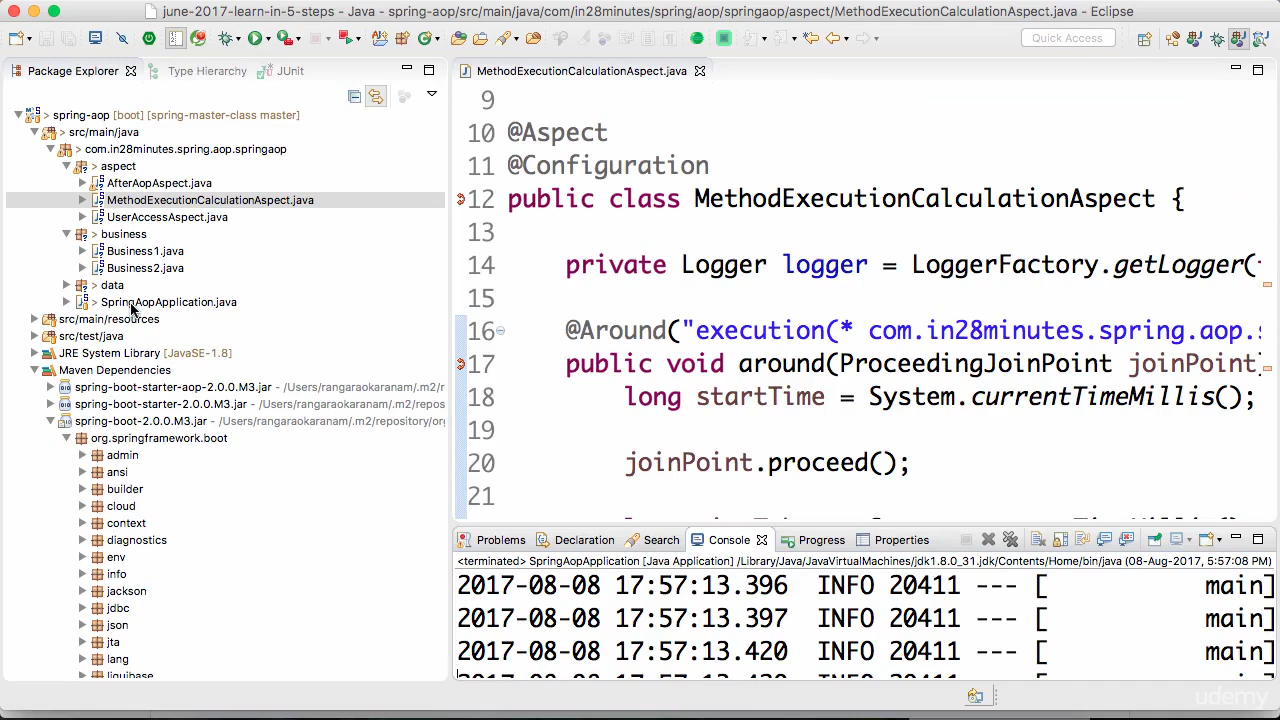 june-2017-learn-in-5-steps - Java - spring-aop/src/main/java/com/in28minutes/spring/aop/springaop/aspect/MethodExecutionCalculationAspect.java - Eclipse
Quick Access
Package Explorer
Type Hierarchy
JUnit
> spring-aop [boot] [spring-master-class master]
> src/main/java
> com.in28minutes.spring.aop.springaop
> aspect
AfterAopAspect.java
MethodExecutionCalculationAspect.java
> UserAccessAspect.java
> business
> Business1.java
> Business2.java
> data
> SpringAopApplication.java
src/main/resources
src/test/java
JRE System Library [JavaSE-1.8]
Maven Dependencies
spring-boot-starter-aop-2.0.0.M3.jar - /Users/rangaraokaranam/.m2/r
spring-boot-starter-2.0.0.M3.jar - /Users/rangaraokaranam/.m2/repos
spring-boot-2.0.0.M3.jar - /Users/rangaraokaranam/.m2/repository/or
org.springframework.boot
admin
ansi
builder
cloud
context
diagnostics
env
info
jackson
jdbc
json
jta
lang
liquibase
MethodExecutionCalculationAspect.java
9
10 @Aspect
11 @Configuration
12 public class MethodExecutionCalculationAspect {
13
14 private Logger logger = LoggerFactory.getLogger(
15
16 @Around("execution(* com.in28minutes.spring.aop.
17 public void around(ProceedingJoinPoint joinPoint)
18 long startTime = System.currentTimeMillis();
19
20 joinPoint.proceed();
21
Problems
Declaration
Search
Console
Progress
Properties
<terminated> SpringAopApplication [Java Application] /Library/Java/JavaVirtualMachines/jdk1.8.0_31.jdk/Contents/Home/bin/java (08-Aug-2017, 5:57:08 PM)
2017-08-08 17:57:13.396 INFO 20411 --- [ main]
2017-08-08 17:57:13.397 INFO 20411 --- [ main]
2017-08-08 17:57:13.420 INFO 20411 --- [ main]
udemy